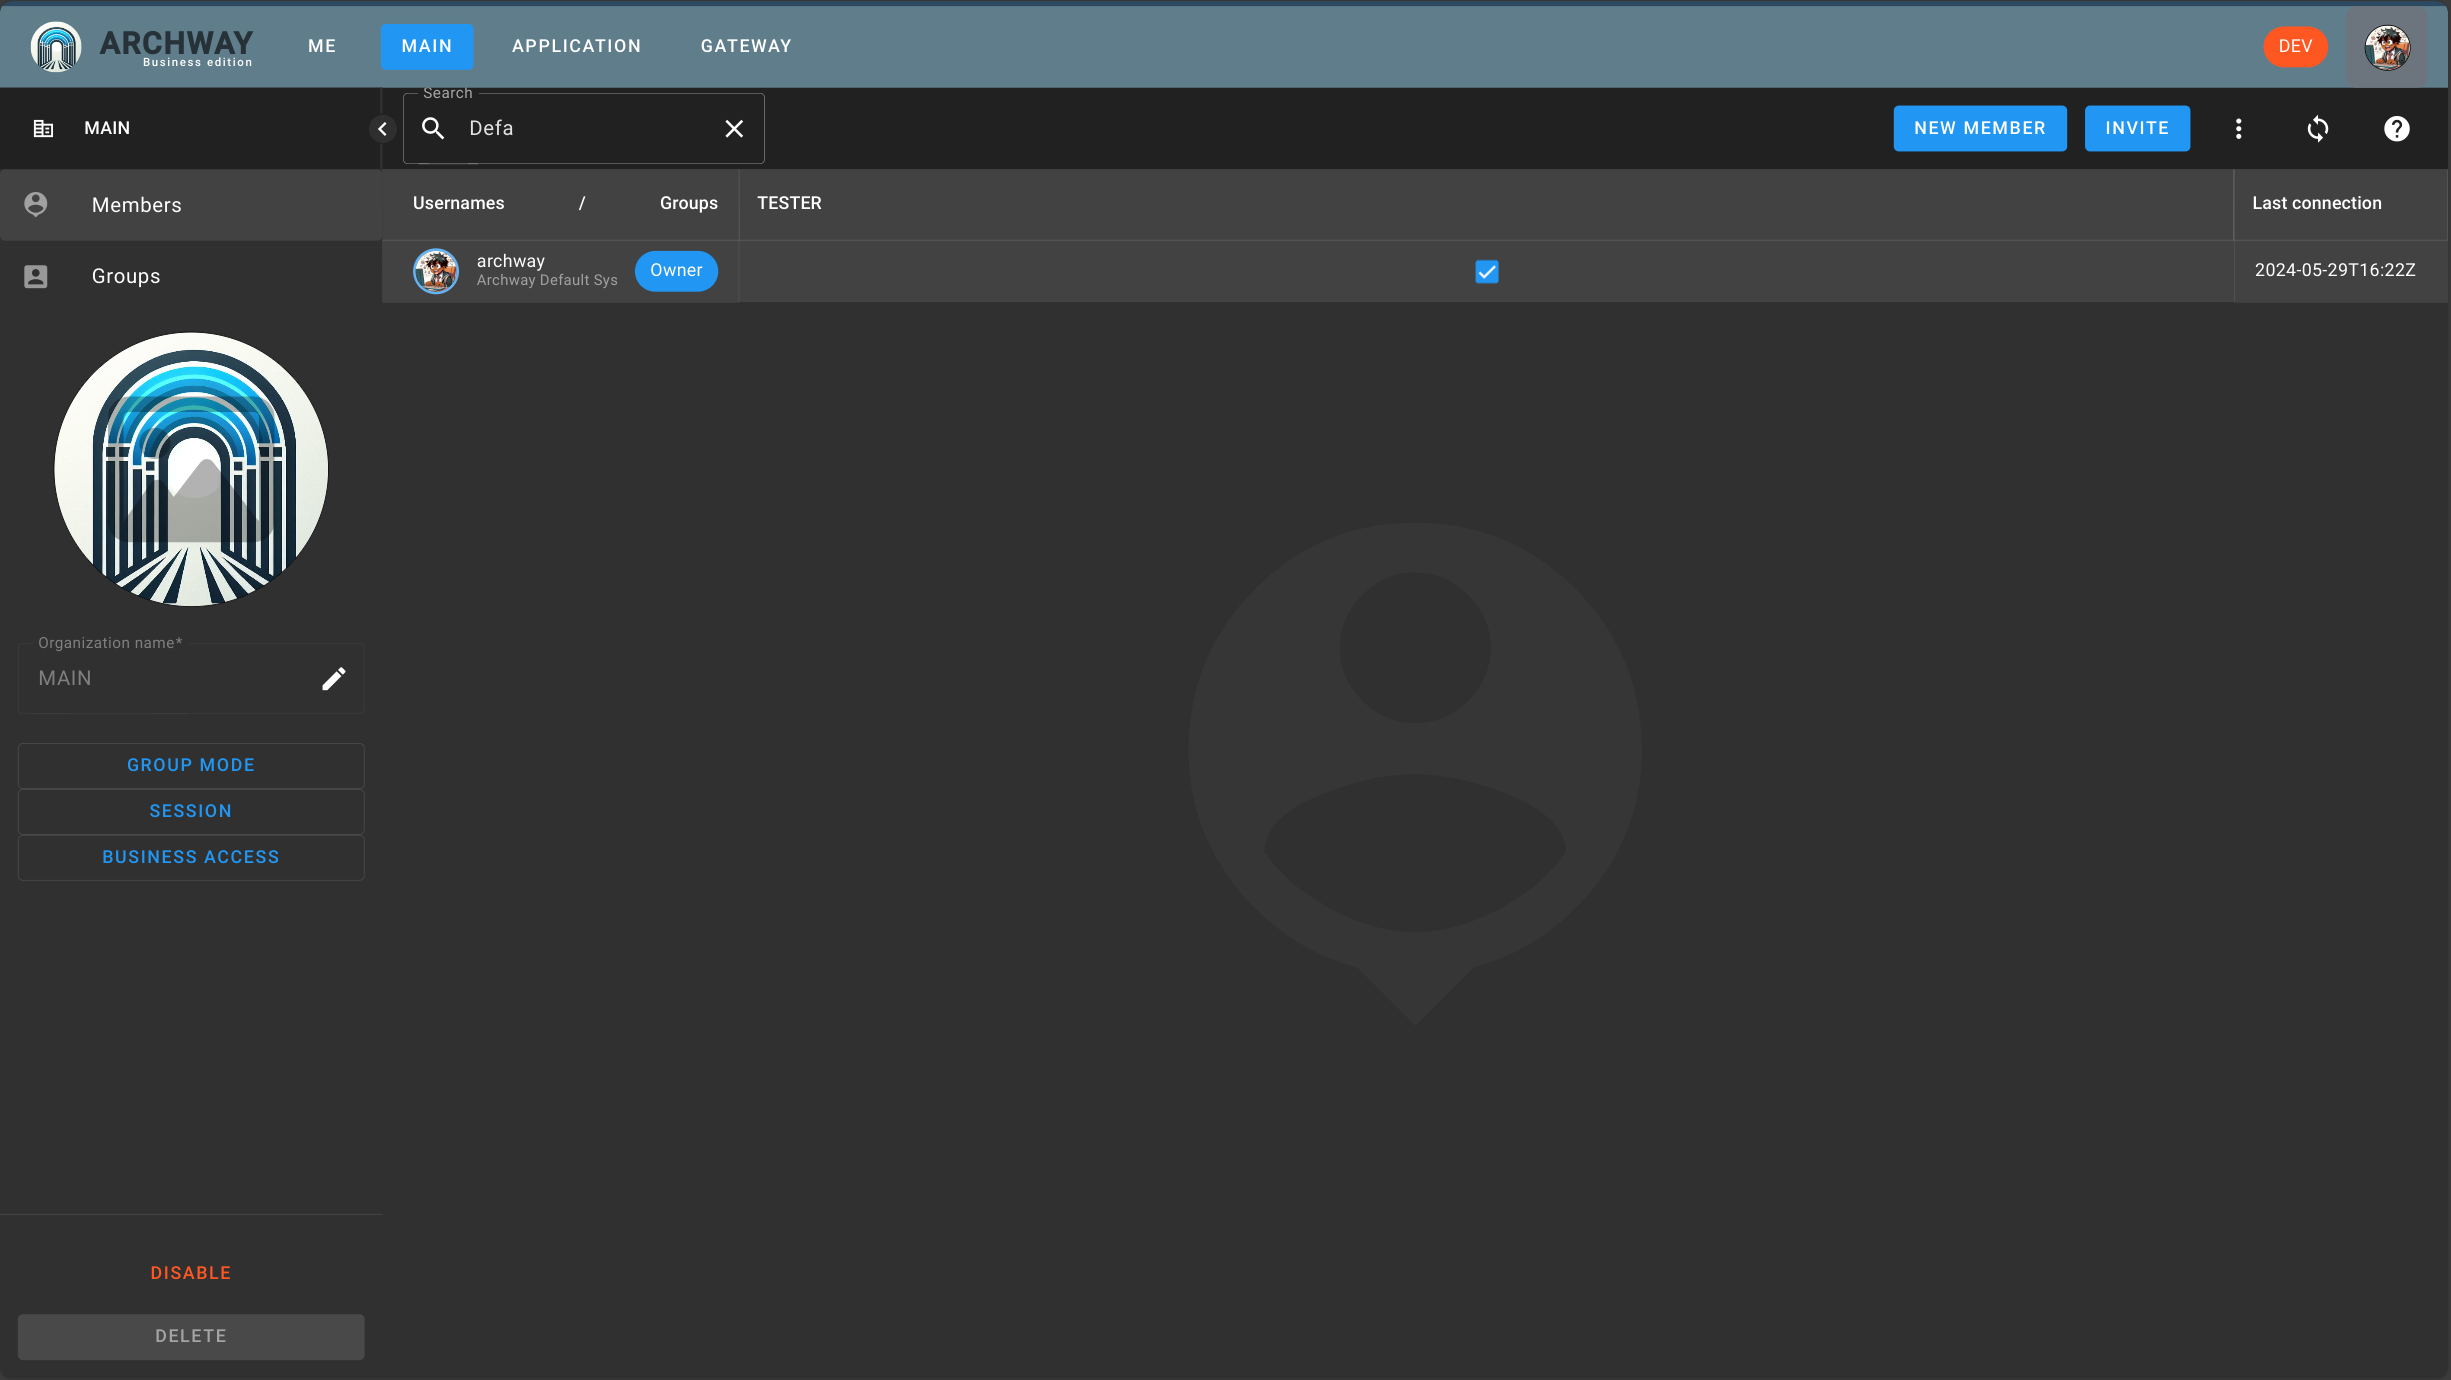 ARCHWAY
Business edition
ME
MAIN
APPLICATION
GATEWAY
DEV
MAIN
Search
Defa
NEW MEMBER
INVITE
Members
Groups
Usernames / Groups
TESTER
Last connection
archway
Archway Default Sys
Owner
2024-05-29T16:22Z
Organization name*
MAIN
GROUP MODE
SESSION
BUSINESS ACCESS
DISABLE
DELETE